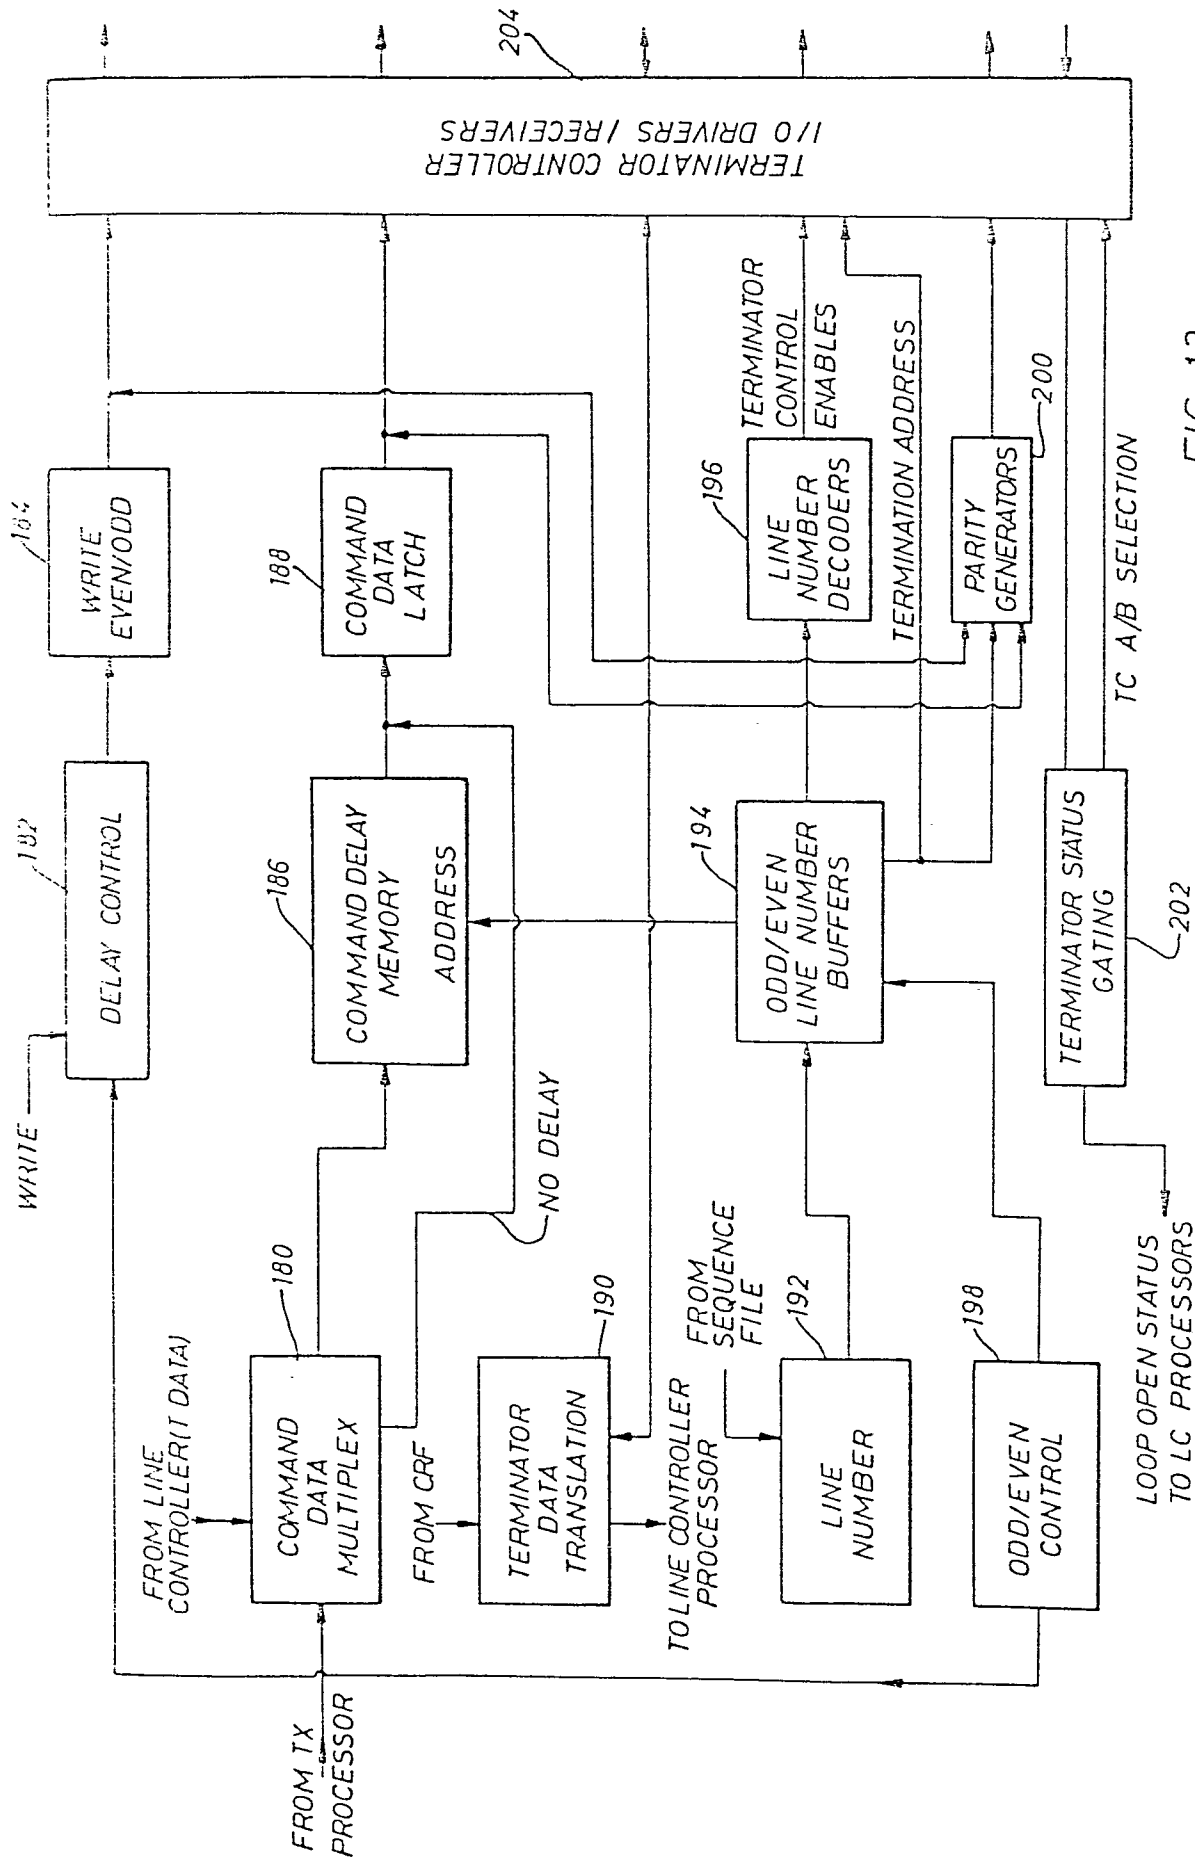 WRITE
182
DELAY CONTROL
184
WRITE
EVEN/ODD
FROM LINE
CONTROLLER(T DATA)
FROM TX
PROCESSOR
180
COMMAND
DATA
MULTIPLEX
NO DELAY
186
COMMAND DELAY
MEMORY
ADDRESS
188
COMMAND
DATA
LATCH
204
TERMINATOR CONTROLLER
I/O DRIVERS / RECEIVERS
FROM CRF
190
TERMINATOR
DATA
TRANSLATION
TO LINE CONTROLLER
PROCESSOR
FROM
SEQUENCE
FILE
192
LINE
NUMBER
194
ODD/EVEN
LINE NUMBER
BUFFERS
196
LINE
NUMBER
DECODERS
TERMINATOR
CONTROL
ENABLES
TERMINATION ADDRESS
198
ODD/EVEN
CONTROL
PARITY
GENERATORS
200
LOOP OPEN STATUS
TO LC PROCESSORS
TERMINATOR STATUS
GATING
202
TC A/B SELECTION